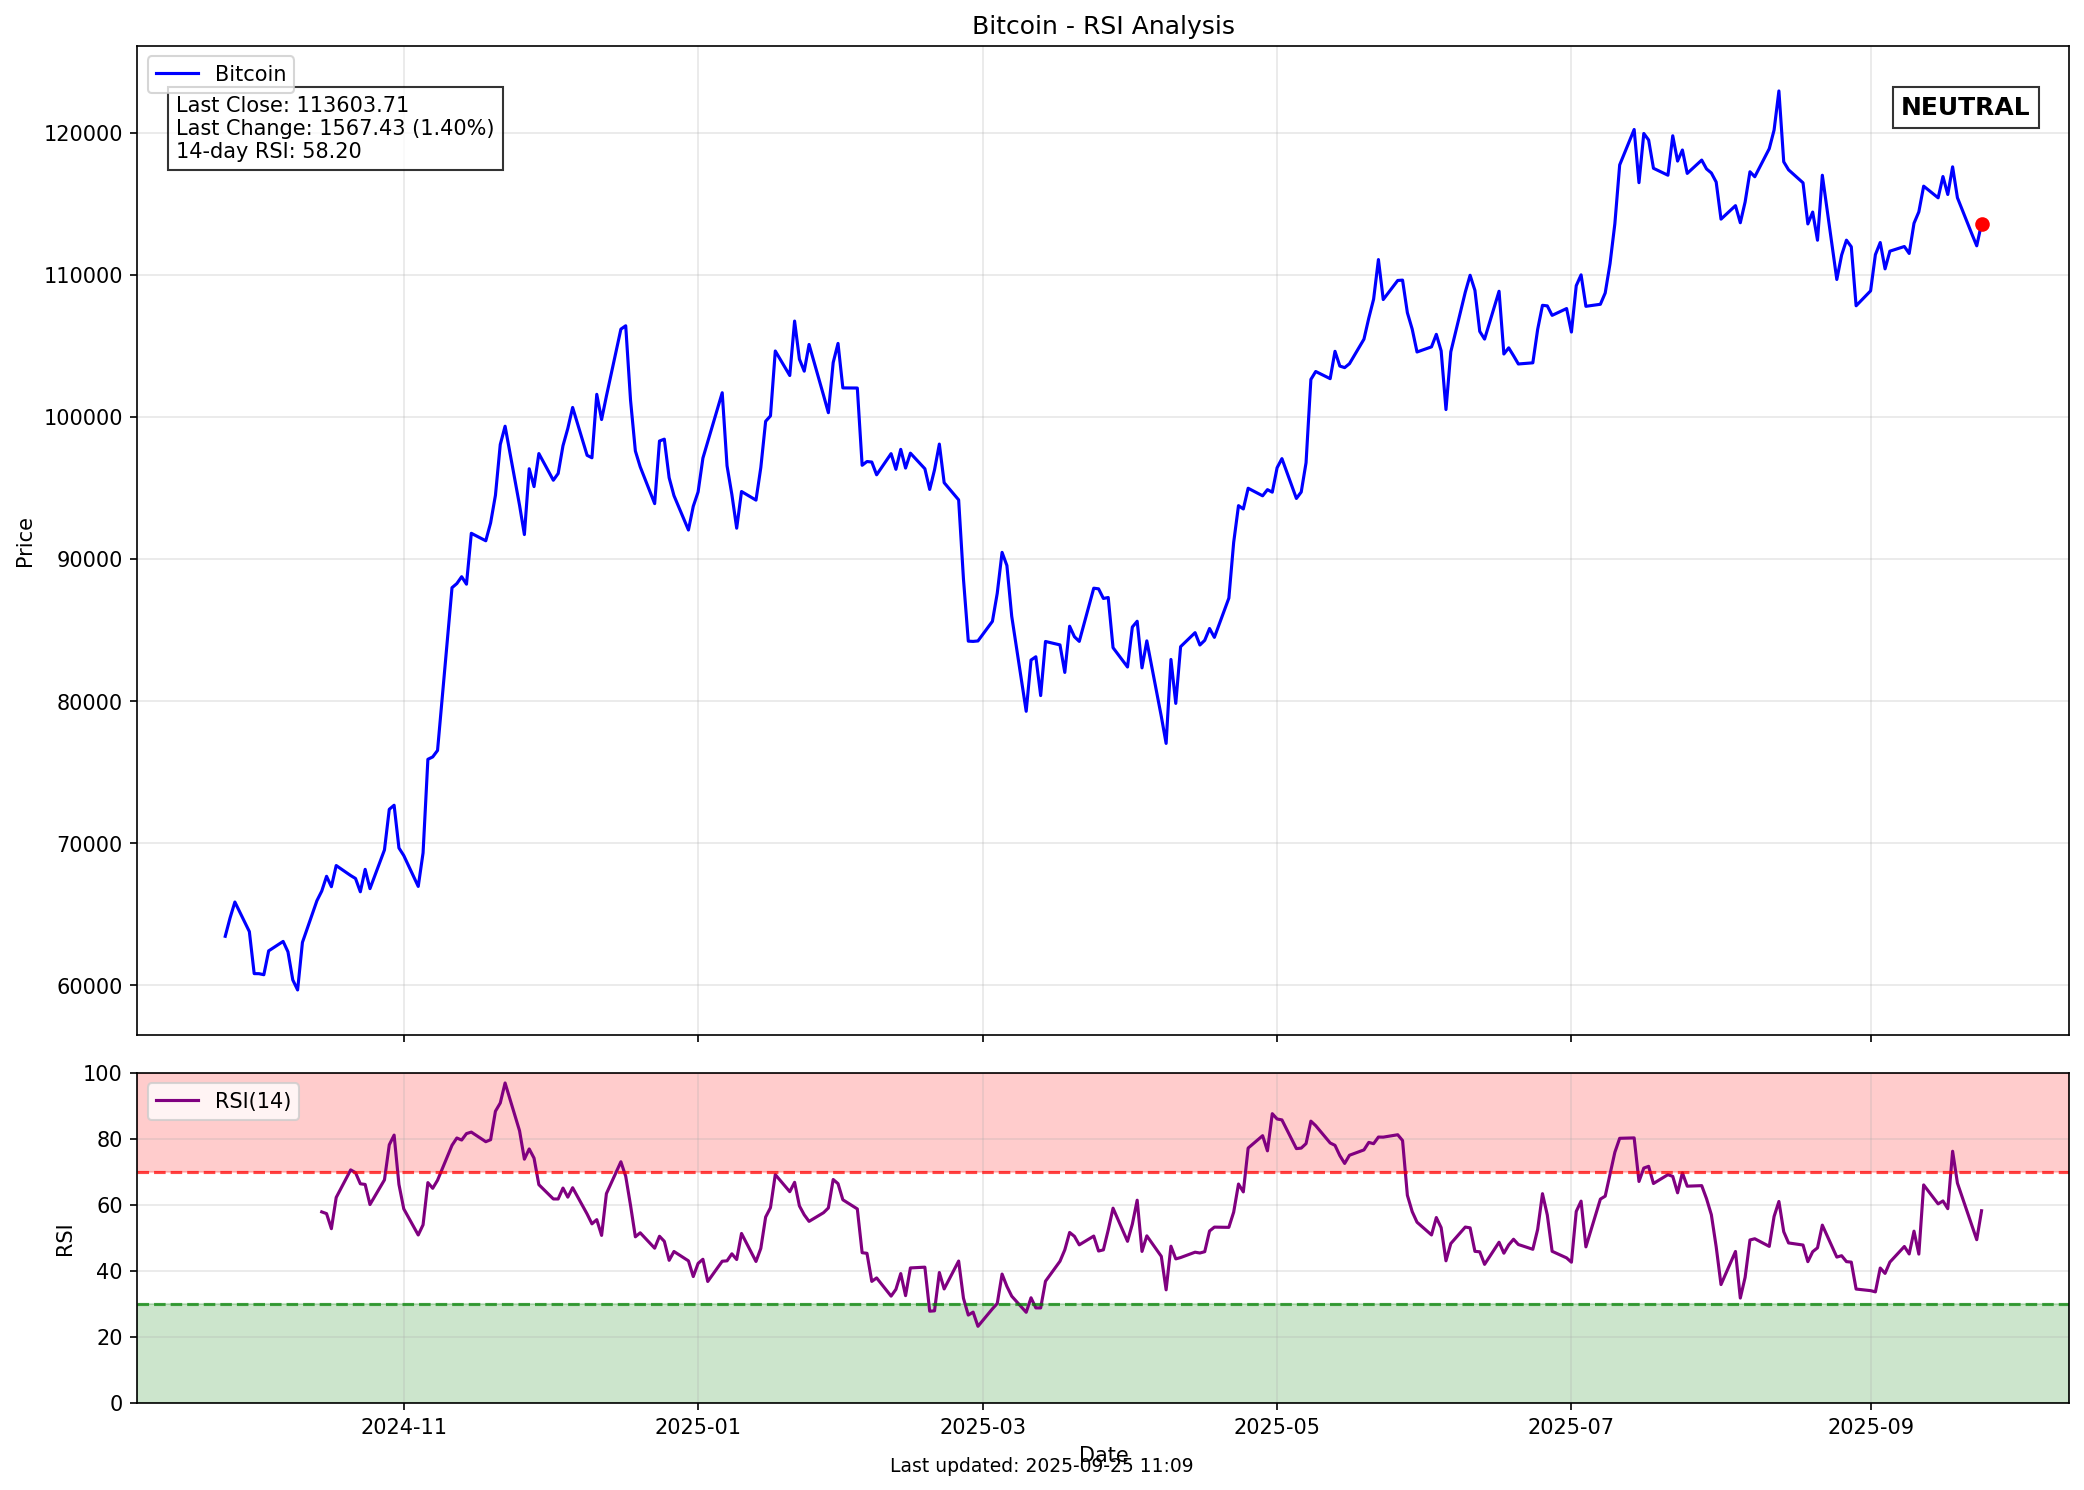 Bitcoin - RSI Analysis
Bitcoin
Last Close: 113603.71
Last Change: 1567.43 (1.40%)
14-day RSI: 58.20
NEUTRAL
Price
120000
110000
100000
90000
80000
70000
60000
RSI(14)
RSI
100
80
60
40
20
0
2024-11
2025-01
2025-03
2025-05
2025-07
2025-09
Date
Last updated: 2025-09-25 11:09